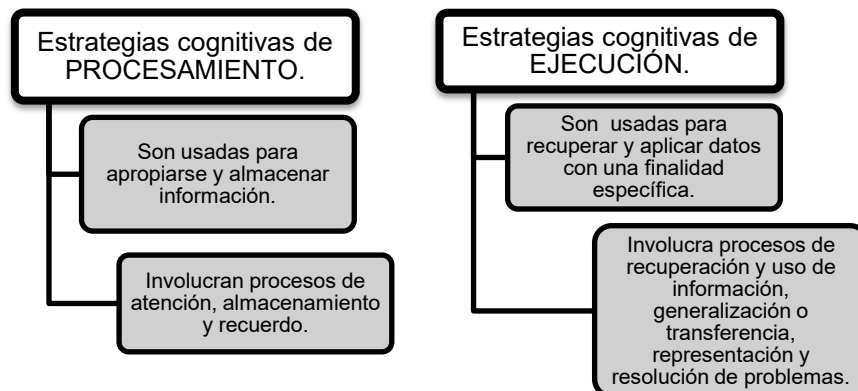 Estrategias cognitivas de
PROCESAMIENTO.
Son usadas para
apropiarse y almacenar
información.
Involucran procesos de
atención, almacenamiento
y recuerdo.
Estrategias cognitivas de
EJECUCIÓN.
Son usadas para
recuperar y aplicar datos
con una finalidad
específica.
Involucra procesos de
recuperación y uso de
información,
generalización o
transferencia,
representación y
resolución de problemas.